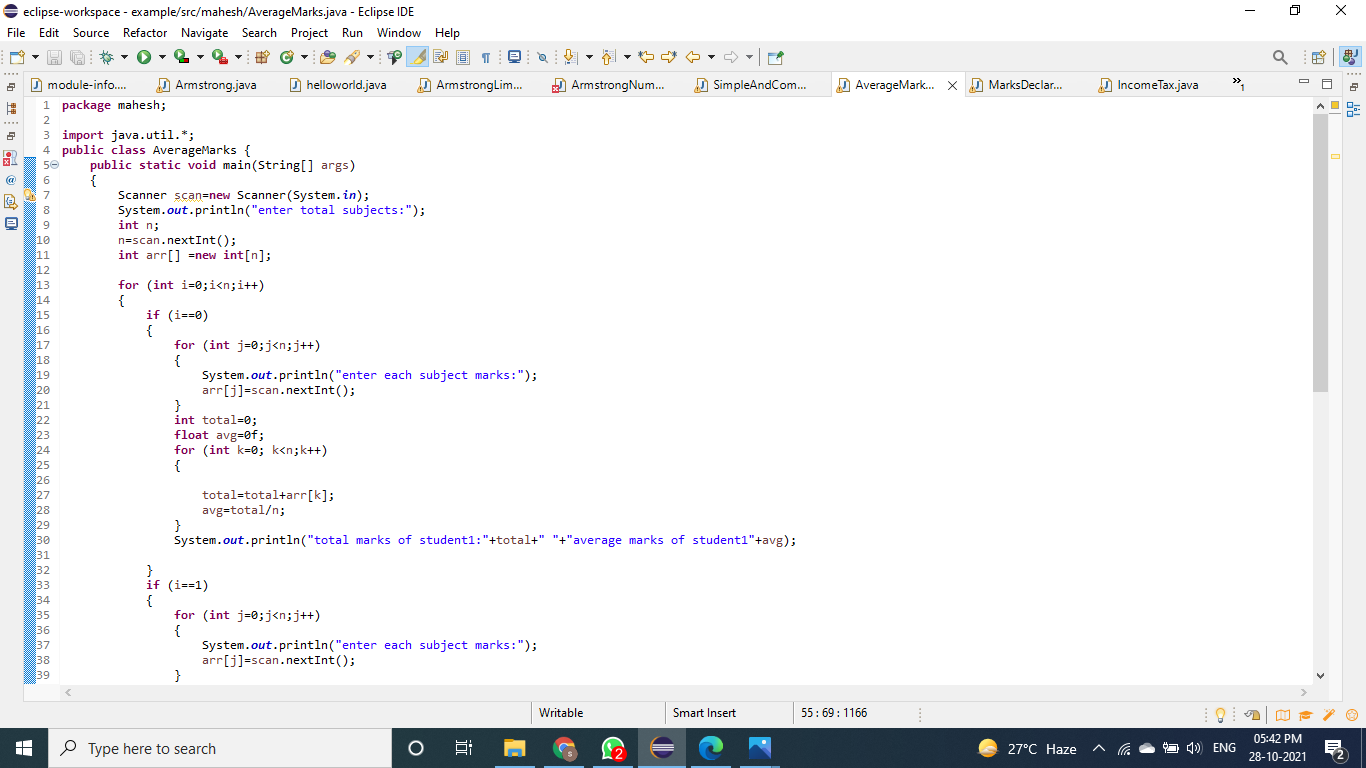 eclipse-workspace - example/src/mahesh/AverageMarks.java - Eclipse IDE
File Edit Source Refactor Navigate Search Project Run Window Help
module-info.... Armstrong.java helloworld.java ArmstrongLim... ArmstrongNum... SimpleAndCom... AverageMark... MarksDeclar... IncomeTax.java »1
1 package mahesh;
2
3 import java.util.*;
4 public class AverageMarks {
5 public static void main(String[] args)
6 {
7 Scanner scan=new Scanner(System.in);
8 System.out.println("enter total subjects:");
9 int n;
10 n=scan.nextInt();
11 int arr[] =new int[n];
12
13 for (int i=0;i<n;i++)
14 {
15 if (i==0)
16 {
17 for (int j=0;j<n;j++)
18 {
19 System.out.println("enter each subject marks:");
20 arr[j]=scan.nextInt();
21 }
22 int total=0;
23 float avg=0f;
24 for (int k=0; k<n;k++)
25 {
26
27 total=total+arr[k];
28 avg=total/n;
29 }
30 System.out.println("total marks of student1:"+total+" "+"average marks of student1"+avg);
31
32 }
33 if (i==1)
34 {
35 for (int j=0;j<n;j++)
36 {
37 System.out.println("enter each subject marks:");
38 arr[j]=scan.nextInt();
39 }
Writable Smart Insert 55 : 69 : 1166
Type here to search 2 27°C Haze ENG 05:42 PM 28-10-2021 2